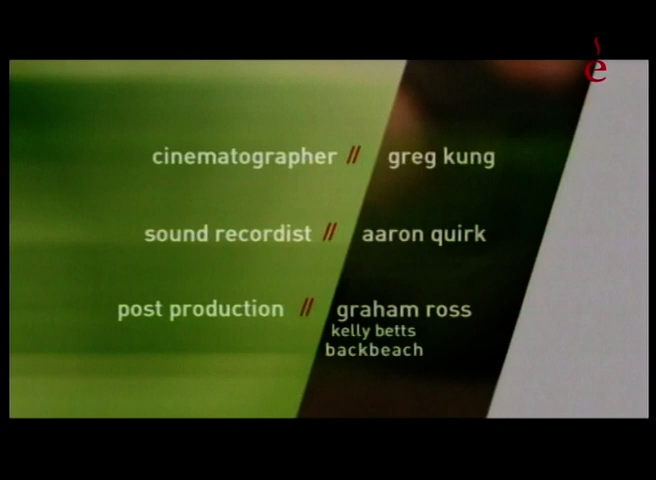 è
cinematographer // greg kung
sound recordist // aaron quirk
post production // graham ross
kelly betts
backbeach